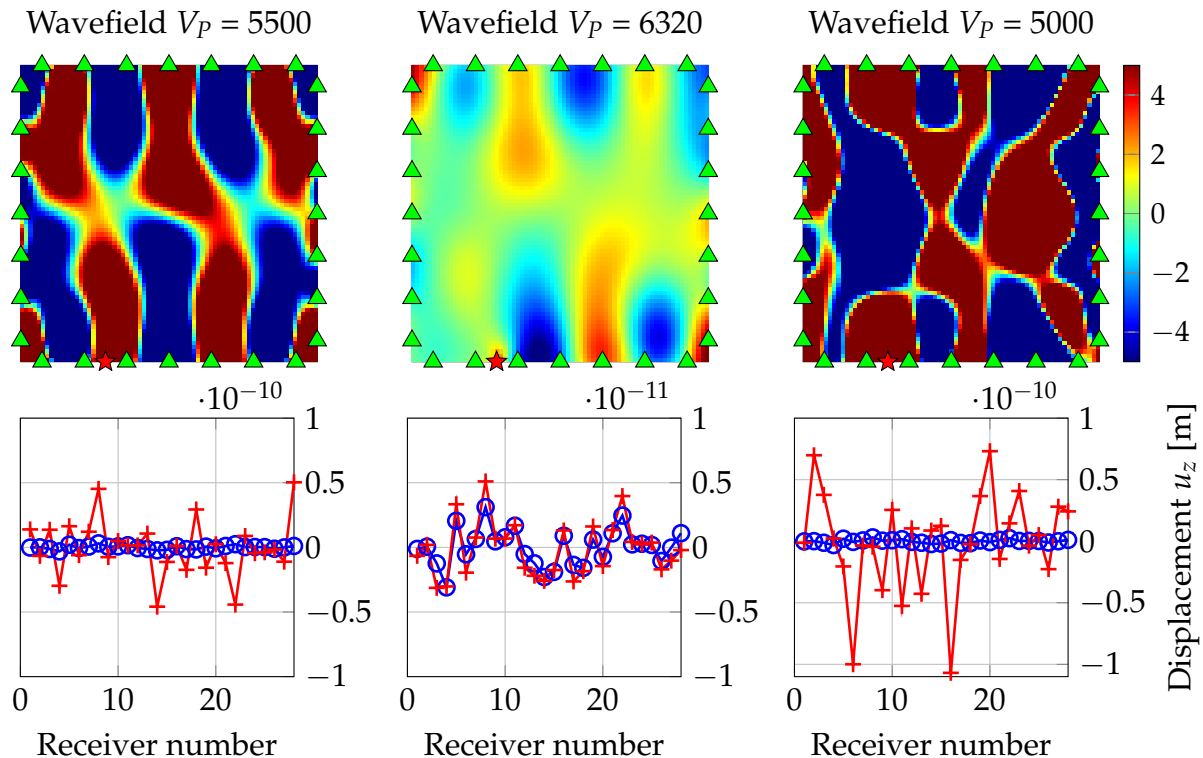 Wavefield V_P = 5500
Wavefield V_P = 6320
Wavefield V_P = 5000
4
2
0
−2
−4
·10⁻¹⁰
·10⁻¹¹
·10⁻¹⁰
1
0.5
0
−0.5
−1
1
0.5
0
−0.5
−1
1
0.5
0
−0.5
−1
Displacement u_z [m]
0 10 20
0 10 20
0 10 20
Receiver number
Receiver number
Receiver number